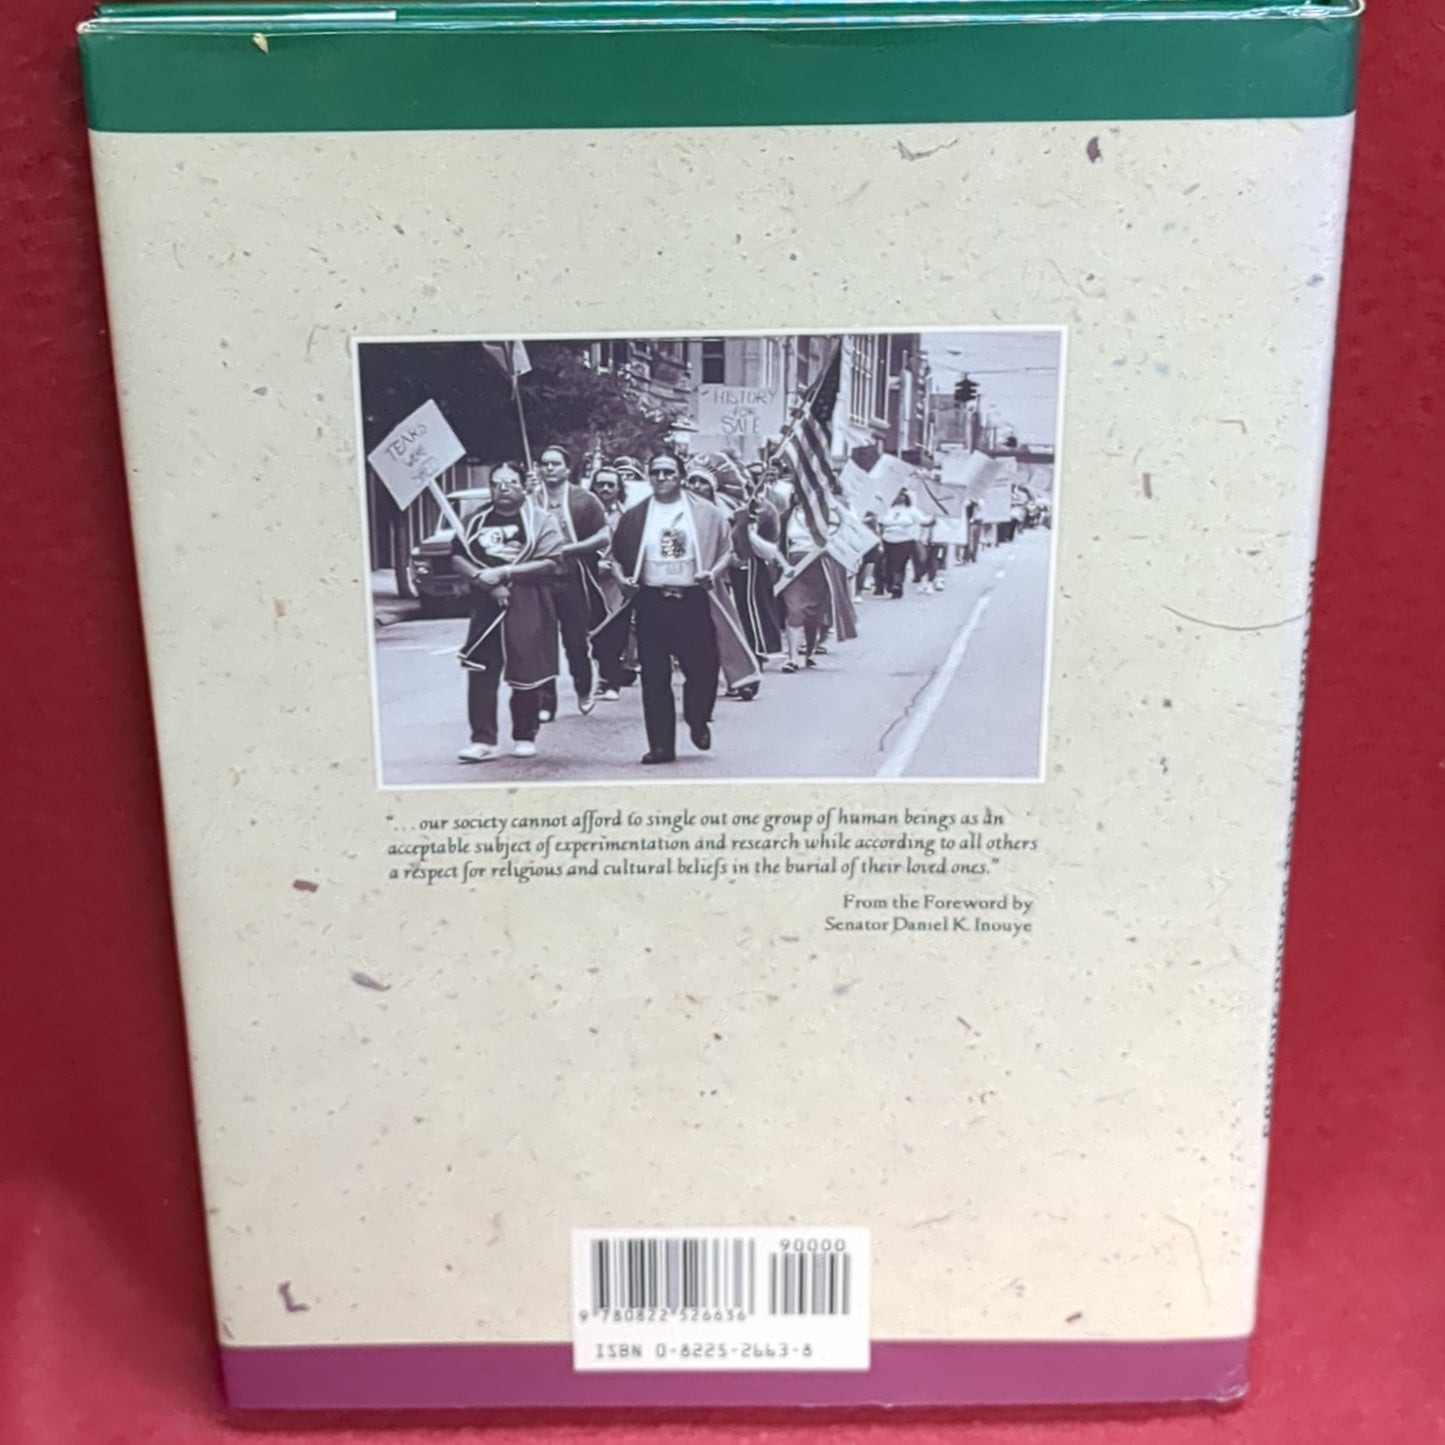 TEARS
WERE
SHED
HISTORY
FOR
SALE
"...our society cannot afford to single out one group of human beings as an
acceptable subject of experimentation and research while according to all others
a respect for religious and cultural beliefs in the burial of their loved ones."
From the Foreword by
Senator Daniel K. Inouye
90000
9 780822 526636
ISBN 0-8225-2663-8